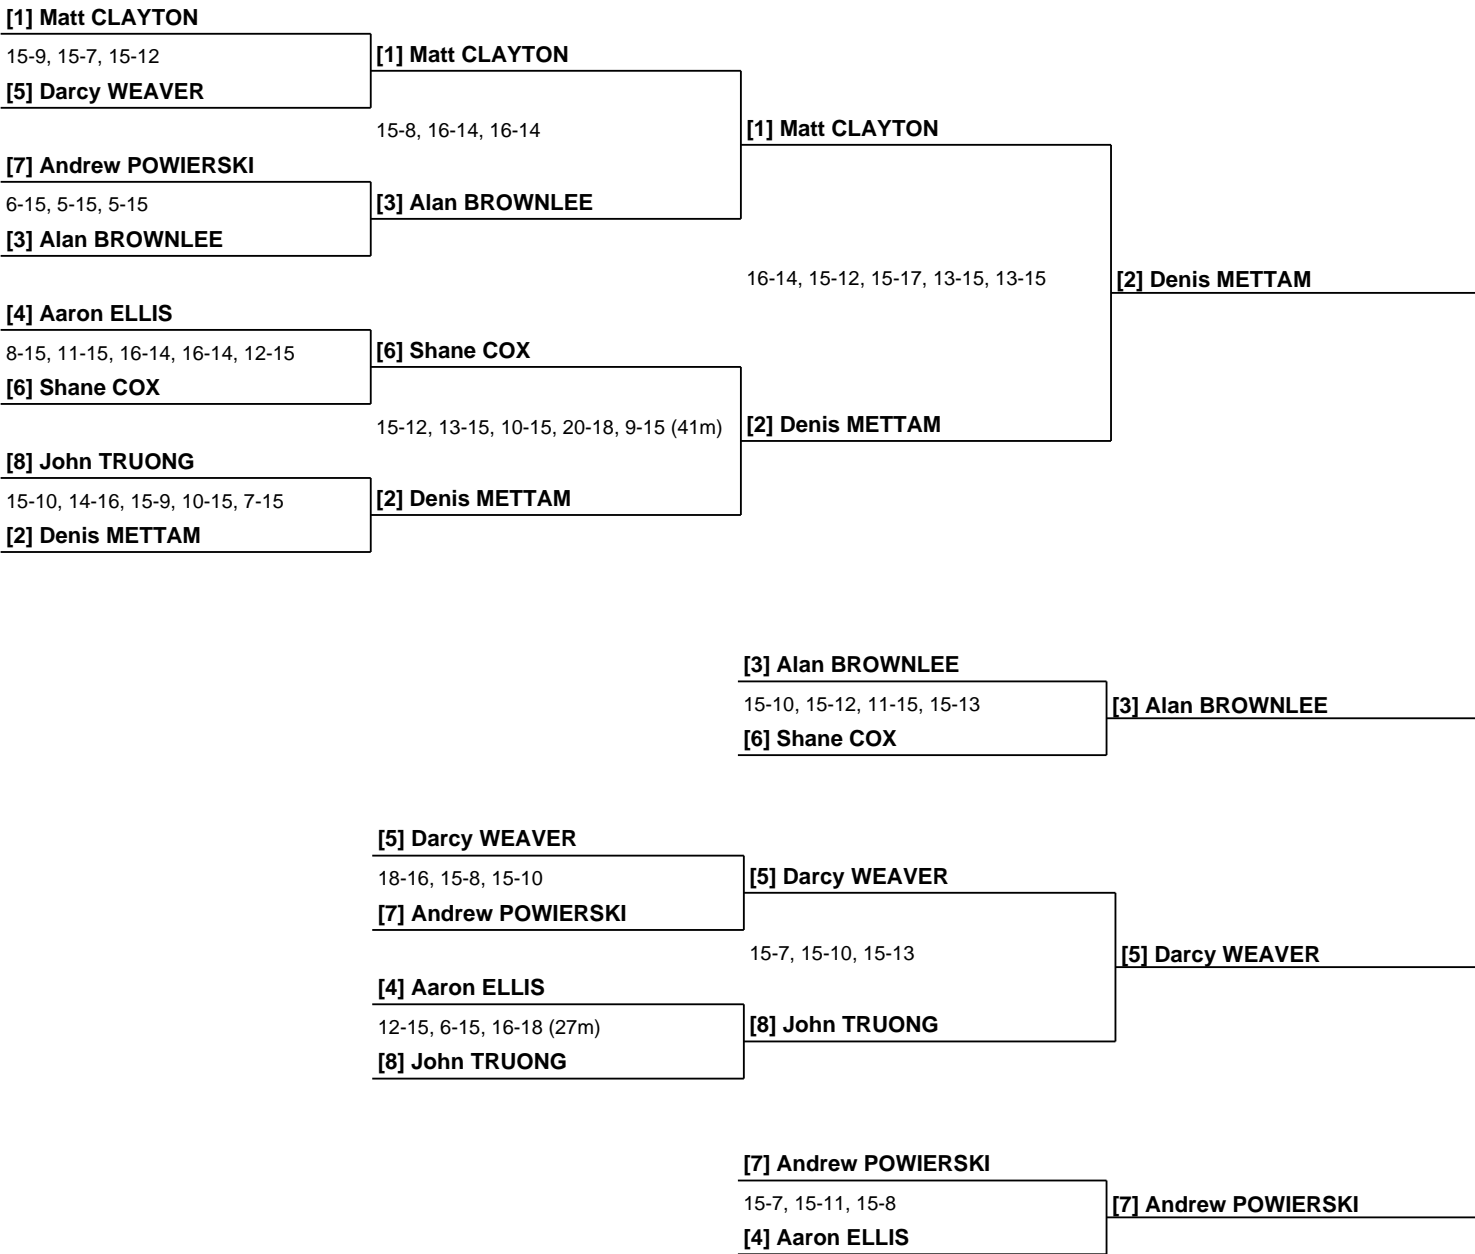 [1] Matt CLAYTON
15-9, 15-7, 15-12
[5] Darcy WEAVER
[1] Matt CLAYTON
15-8, 16-14, 16-14
[7] Andrew POWIERSKI
6-15, 5-15, 5-15
[3] Alan BROWNLEE
[3] Alan BROWNLEE
[1] Matt CLAYTON
16-14, 15-12, 15-17, 13-15, 13-15
[2] Denis METTAM
[4] Aaron ELLIS
8-15, 11-15, 16-14, 16-14, 12-15
[6] Shane COX
[6] Shane COX
15-12, 13-15, 10-15, 20-18, 9-15 (41m)
[2] Denis METTAM
[8] John TRUONG
15-10, 14-16, 15-9, 10-15, 7-15
[2] Denis METTAM
[2] Denis METTAM
[3] Alan BROWNLEE
15-10, 15-12, 11-15, 15-13
[6] Shane COX
[3] Alan BROWNLEE
[5] Darcy WEAVER
18-16, 15-8, 15-10
[7] Andrew POWIERSKI
[5] Darcy WEAVER
15-7, 15-10, 15-13
[5] Darcy WEAVER
[4] Aaron ELLIS
12-15, 6-15, 16-18 (27m)
[8] John TRUONG
[8] John TRUONG
[7] Andrew POWIERSKI
15-7, 15-11, 15-8
[4] Aaron ELLIS
[7] Andrew POWIERSKI